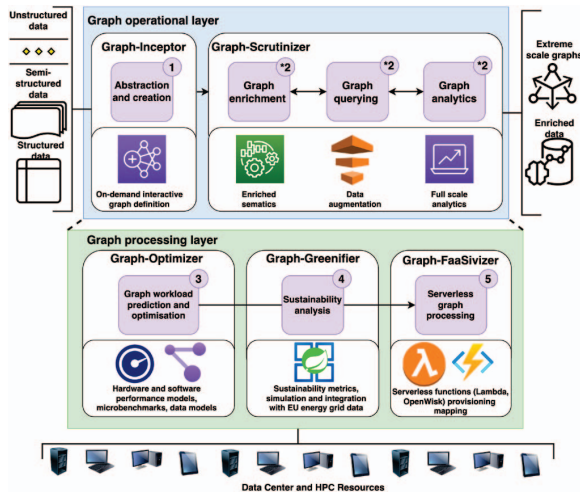 Unstructured
data
Semi-
structured
data
Structured
data
Graph operational layer
Graph-Inceptor
1
Abstraction
and creation
On-demand interactive
graph definition
Graph-Scrutinizer
*2
Graph
enrichment
*2
Graph
querying
*2
Graph
analytics
Enriched
sematics
Data
augmentation
Full scale
analytics
Extreme
scale graphs
Enriched
data
Graph processing layer
Graph-Optimizer
3
Graph workload
prediction and
optimisation
Hardware and software
performance models,
microbenchmarks, data models
Graph-Greenifier
4
Sustainability
analysis
Sustainability metrics,
simulation and integration
with EU energy grid data
Graph-FaaSivizer
5
Serverless
graph
processing
Serverless functions (Lambda,
OpenWisk) provisioning
mapping
Data Center and HPC Resources